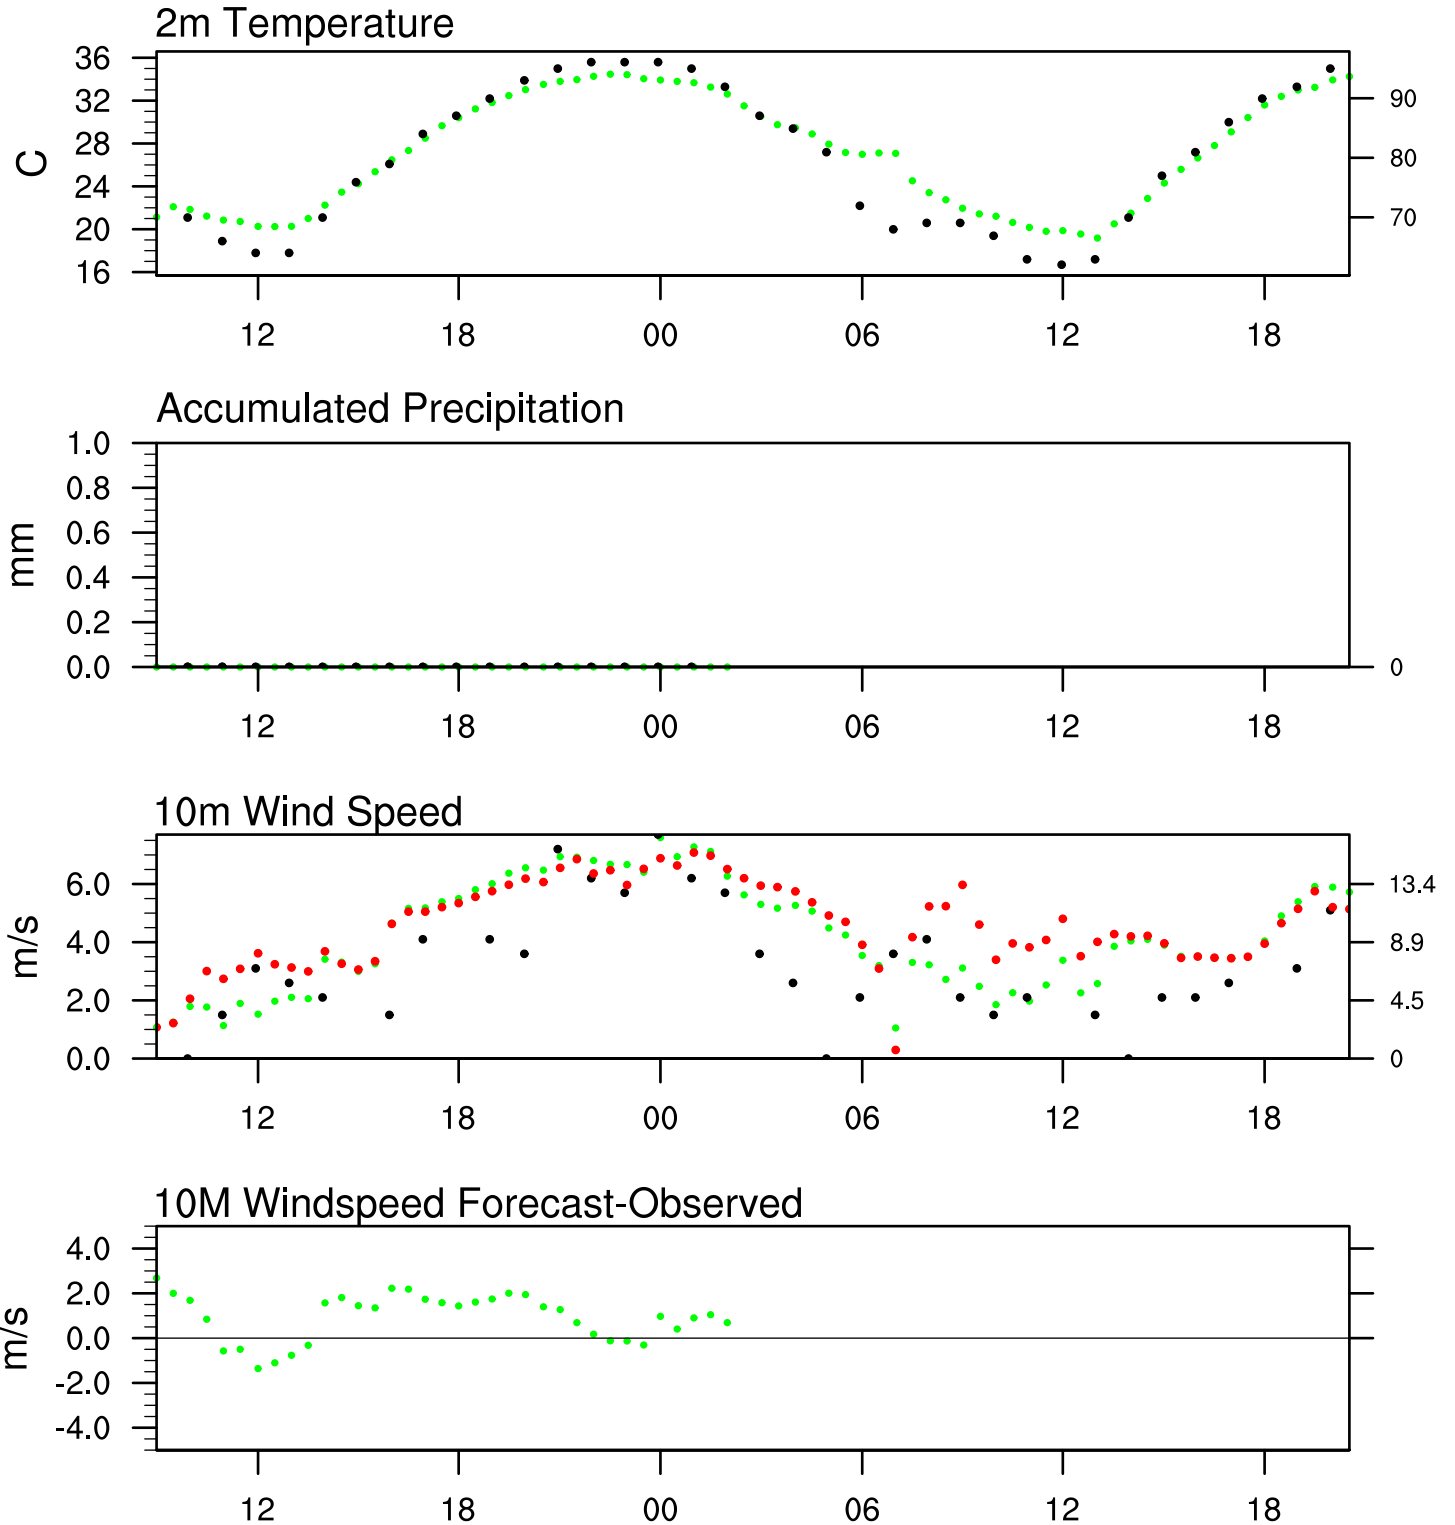 2m Temperature
36
32
28
24
20
16
C
90
80
70
12 18 00 06 12 18
Accumulated Precipitation
1.0
0.8
0.6
0.4
0.2
0.0
mm
0
12 18 00 06 12 18
10m Wind Speed
6.0
4.0
2.0
0.0
m/s
13.4
8.9
4.5
0
12 18 00 06 12 18
10M Windspeed Forecast-Observed
4.0
2.0
0.0
-2.0
-4.0
m/s
12 18 00 06 12 18